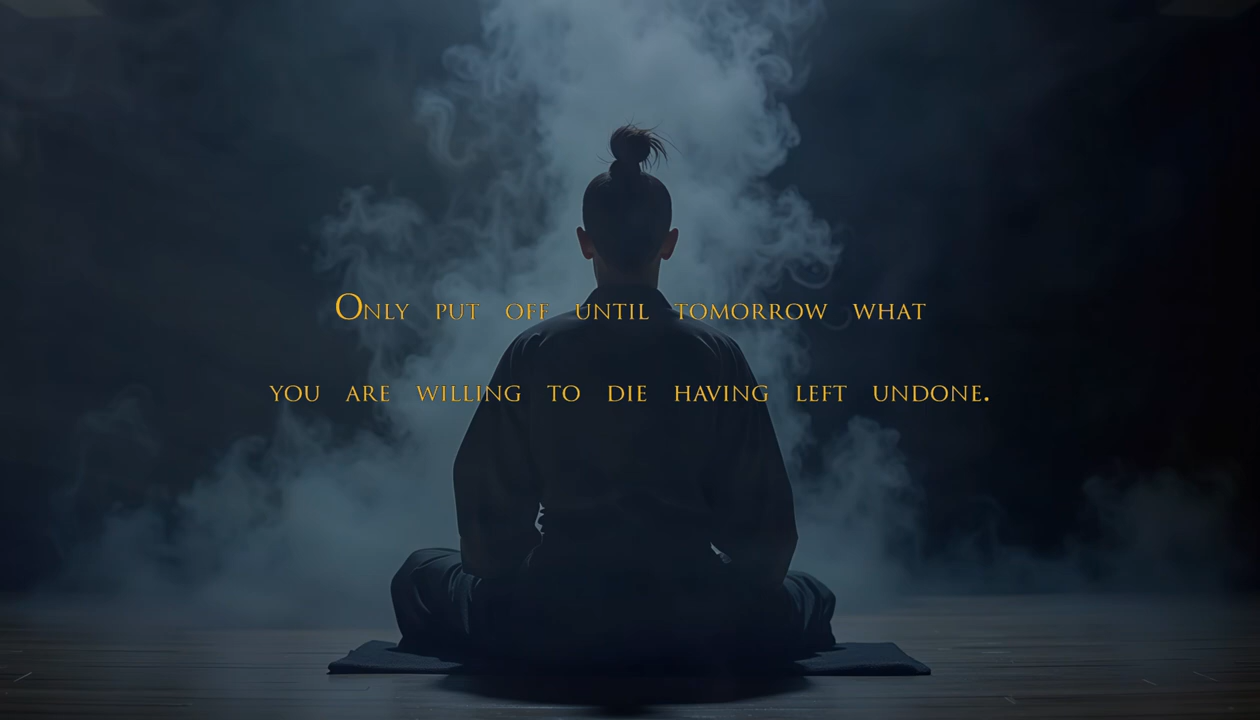 Only put off until tomorrow what
you are willing to die having left undone.